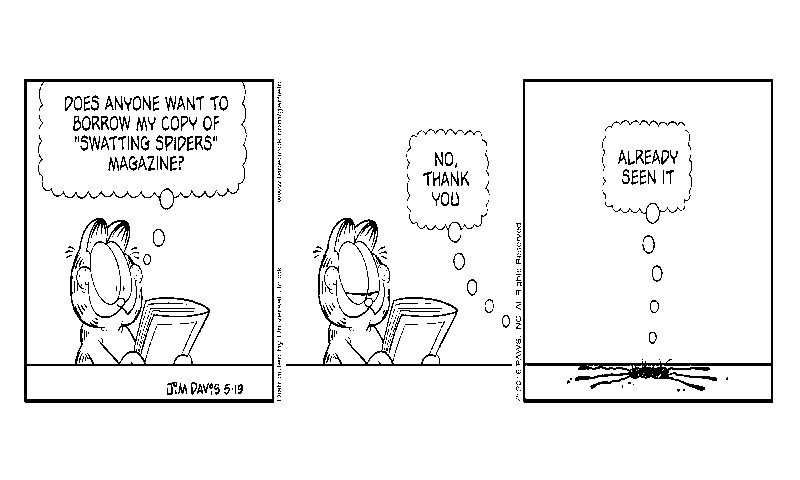 DOES ANYONE WANT TO
BORROW MY COPY OF
"SWATTING SPIDERS"
MAGAZINE?
JIM DAVIS 5·19
NO,
THANK
YOU
ALREADY
SEEN IT